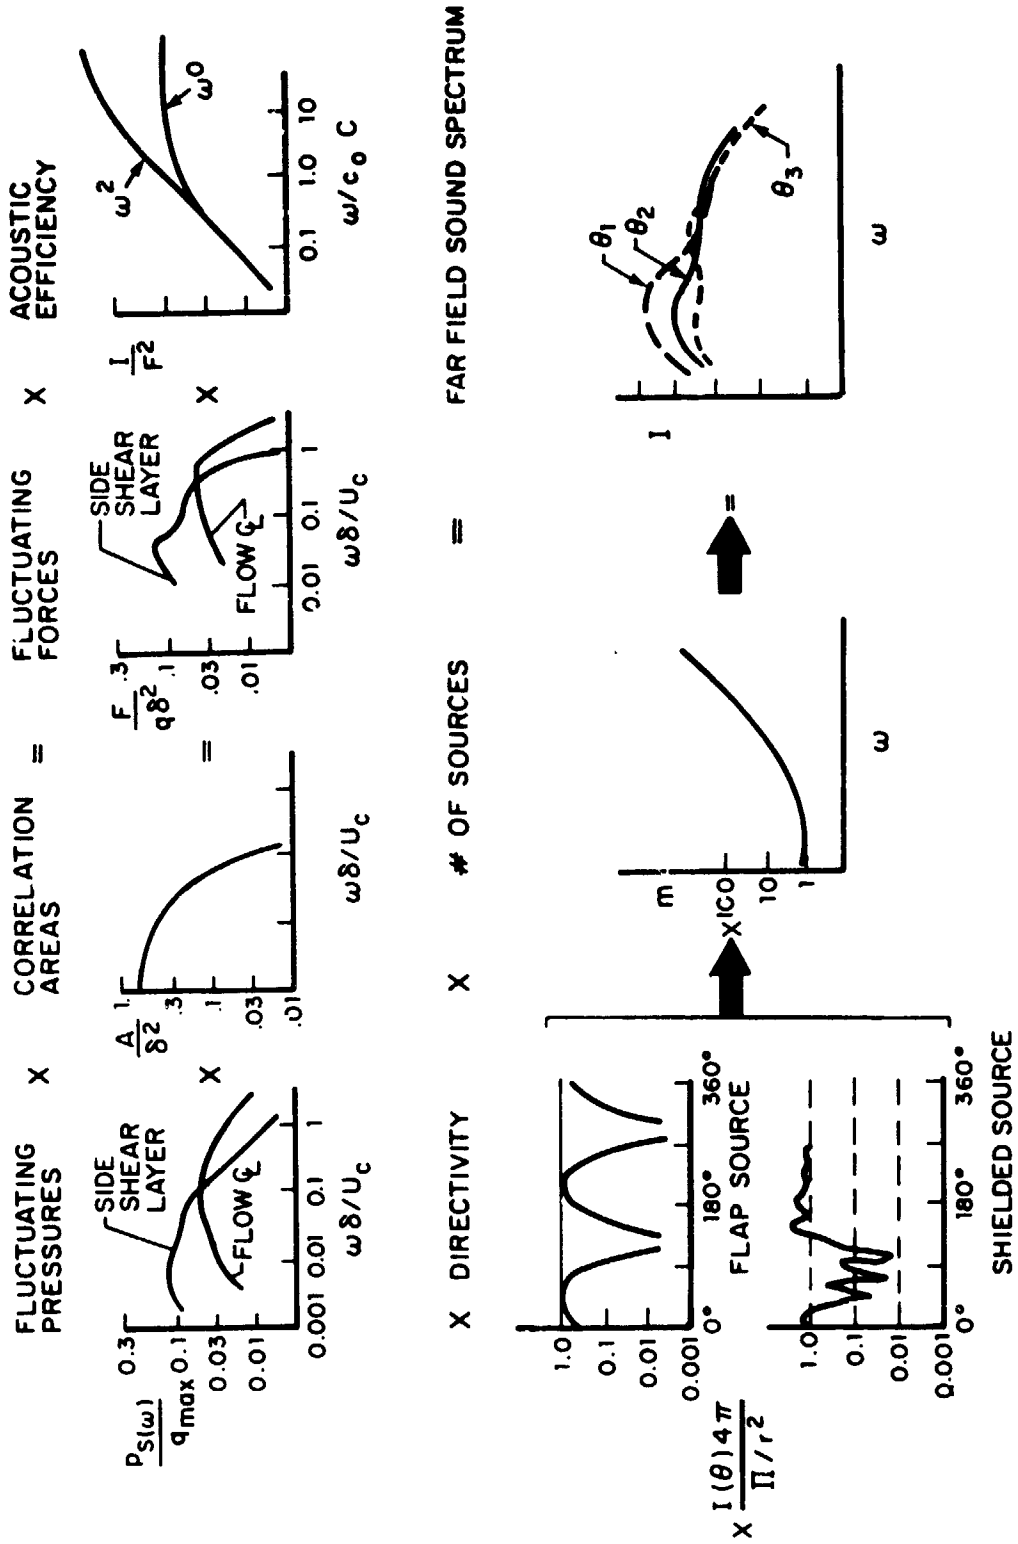 FLUCTUATING
PRESSURES
X
CORRELATION
AREAS
=
FLUCTUATING
FORCES
X
ACOUSTIC
EFFICIENCY
P_S(ω)
q_max
0.3
0.1
0.03
0.01
SIDE
SHEAR
LAYER
FLOW ℄
0.001 0.01 0.1 1
ωδ/U_C
X
A
δ²
1.
.3
.1
.03
.01
ωδ/U_C
=
F
qδ²
.3
.1
.03
.01
SIDE
SHEAR
LAYER
FLOW ℄
0.01 0.1 1
ωδ/U_C
X
I
F²
ω²
ω⁰
0.1 1.0 10
ω/c₀ C
X DIRECTIVITY
X
# OF SOURCES
=
FAR FIELD SOUND SPECTRUM
X I(θ)4π
Π/r²
1.0
0.1
0.01
0.001
0° 180° 360°
FLAP SOURCE
1.0
0.1
0.01
0.001
0° 180° 360°
SHIELDED SOURCE
X
m
100
10
1
ω
=
I
θ₁
θ₂
θ₃
ω